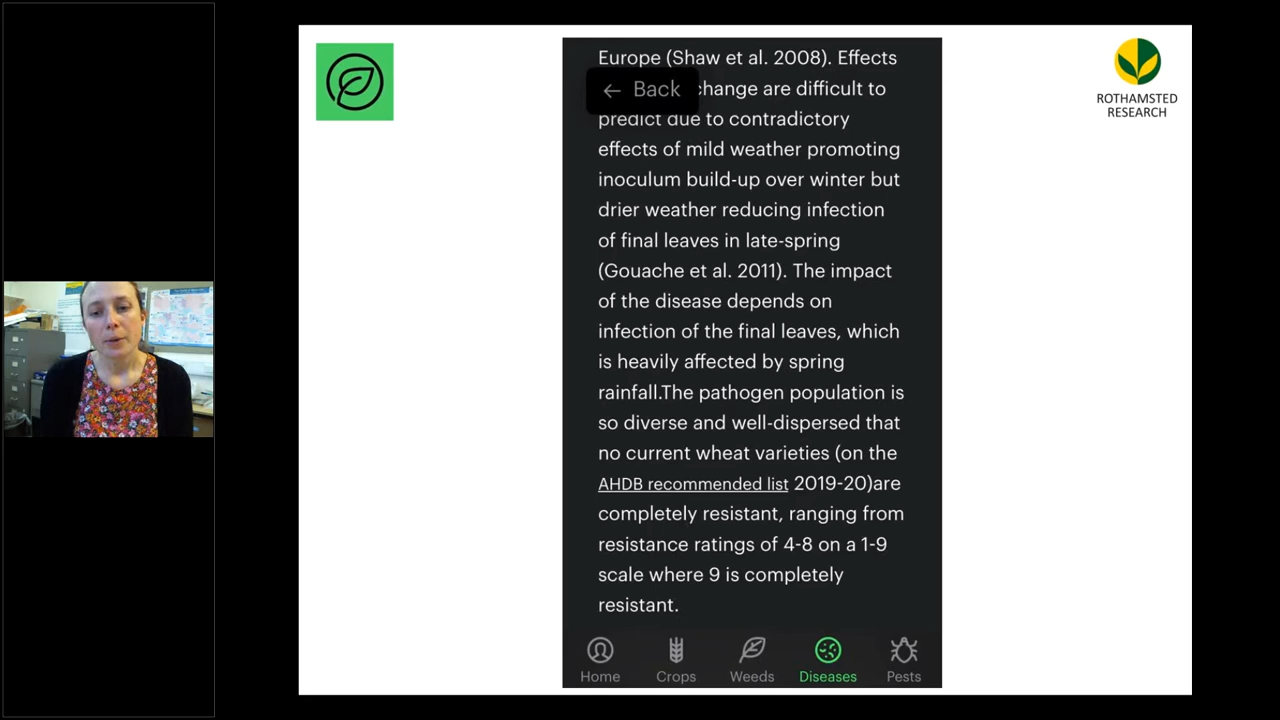 Europe (Shaw et al. 2008). Effects
← Back
change are difficult to
predict due to contradictory
effects of mild weather promoting
inoculum build-up over winter but
drier weather reducing infection
of final leaves in late-spring
(Gouache et al. 2011). The impact
of the disease depends on
infection of the final leaves, which
is heavily affected by spring
rainfall.The pathogen population is
so diverse and well-dispersed that
no current wheat varieties (on the
AHDB recommended list 2019-20)are
completely resistant, ranging from
resistance ratings of 4-8 on a 1-9
scale where 9 is completely
resistant.
Home Crops Weeds Diseases Pests
ROTHAMSTED
RESEARCH